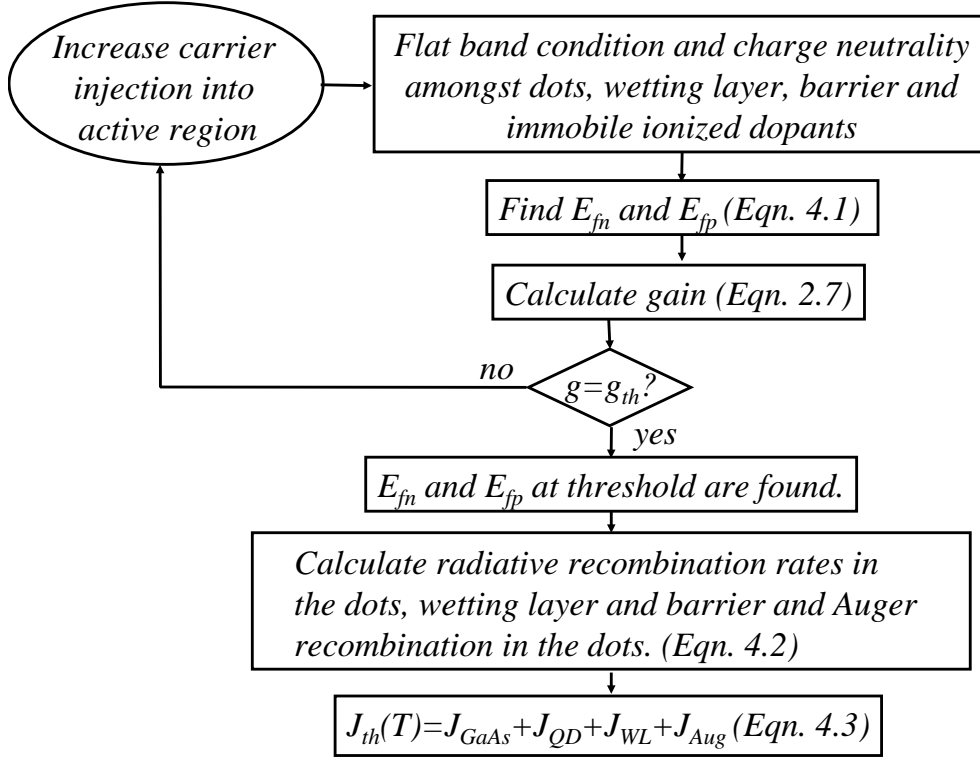 Increase carrier
injection into
active region
Flat band condition and charge neutrality
amongst dots, wetting layer, barrier and
immobile ionized dopants
Find E_fn and E_fp (Eqn. 4.1)
Calculate gain (Eqn. 2.7)
g=g_th?
no
yes
E_fn and E_fp at threshold are found.
Calculate radiative recombination rates in
the dots, wetting layer and barrier and Auger
recombination in the dots. (Eqn. 4.2)
J_th(T)=J_GaAs+J_QD+J_WL+J_Aug (Eqn. 4.3)